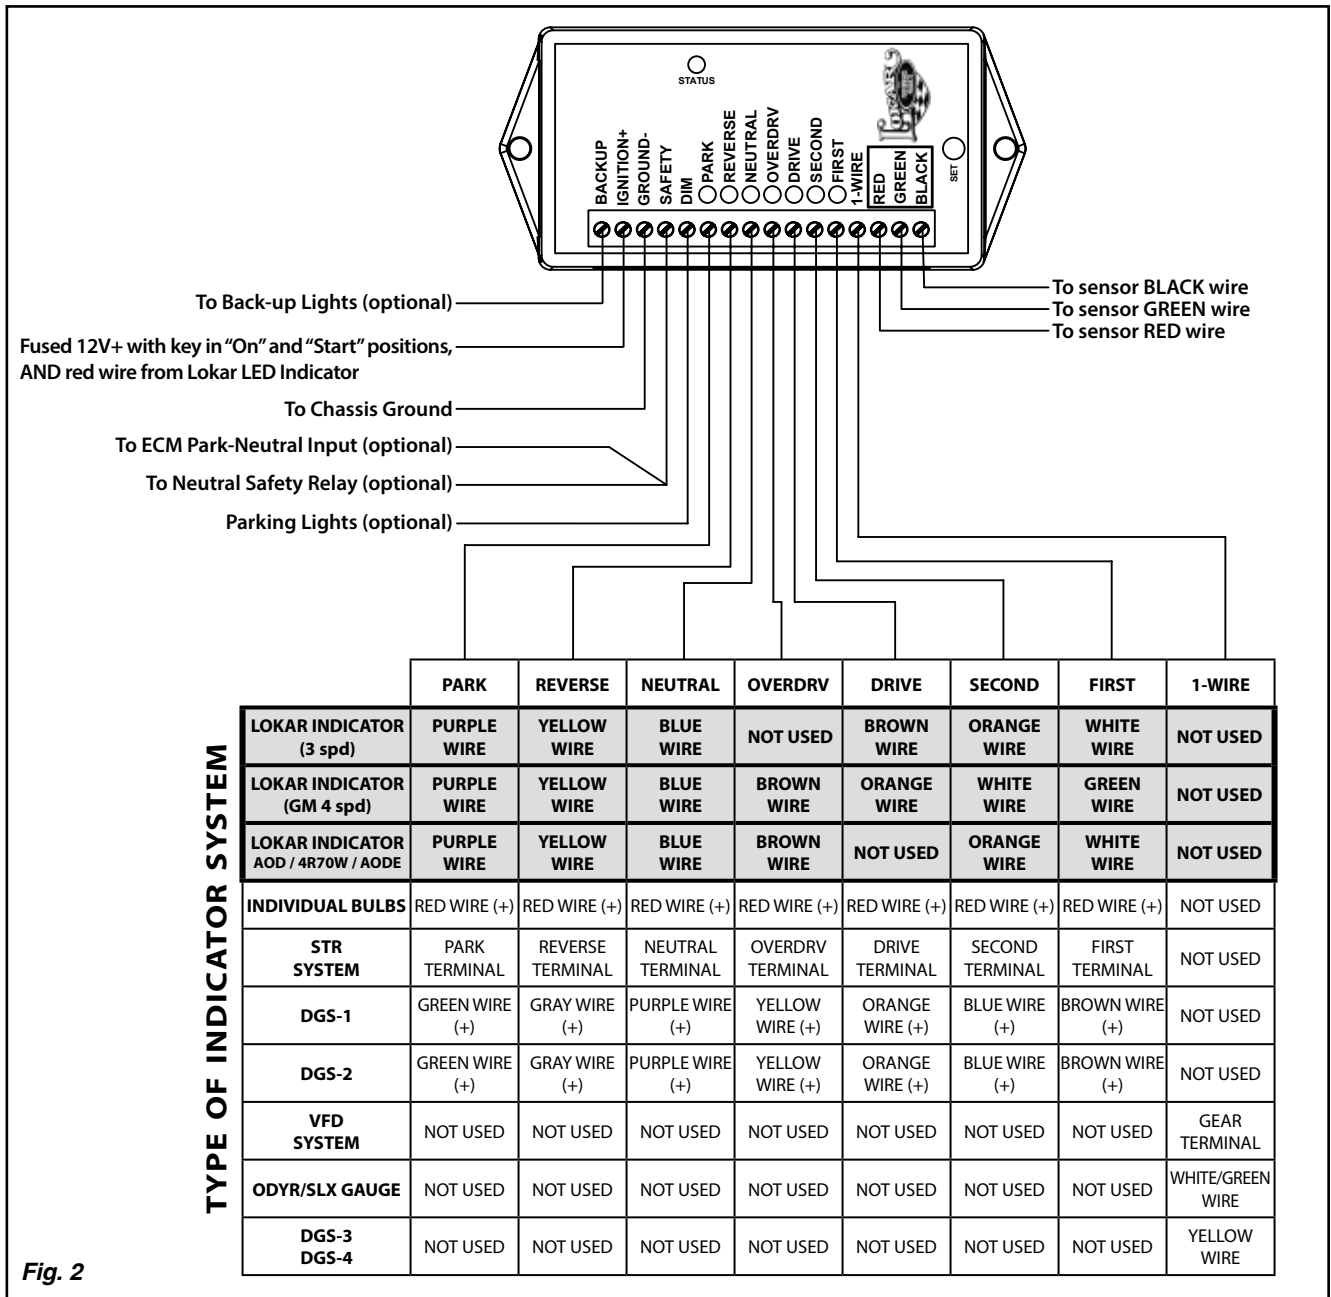 STATUS
LOKAR
BACKUP
IGNITION+
GROUND-
SAFETY
DIM
PARK
REVERSE
NEUTRAL
OVERDRV
DRIVE
SECOND
FIRST
1-WIRE
RED
GREEN
BLACK
SET
To Back-up Lights (optional)
Fused 12V+ with key in "On" and "Start" positions,
AND red wire from Lokar LED Indicator
To Chassis Ground
To ECM Park-Neutral Input (optional)
To Neutral Safety Relay (optional)
Parking Lights (optional)
To sensor BLACK wire
To sensor GREEN wire
To sensor RED wire
TYPE OF INDICATOR SYSTEM
PARK REVERSE NEUTRAL OVERDRV DRIVE SECOND FIRST 1-WIRE
LOKAR INDICATOR PURPLE YELLOW BLUE NOT USED BROWN ORANGE WHITE NOT USED
(3 spd) WIRE WIRE WIRE WIRE WIRE WIRE
LOKAR INDICATOR PURPLE YELLOW BLUE BROWN ORANGE WHITE GREEN NOT USED
(GM 4 spd) WIRE WIRE WIRE WIRE WIRE WIRE WIRE
LOKAR INDICATOR PURPLE YELLOW BLUE BROWN NOT USED ORANGE WHITE NOT USED
AOD / 4R70W / AODE WIRE WIRE WIRE WIRE WIRE WIRE
INDIVIDUAL BULBS RED WIRE (+) RED WIRE (+) RED WIRE (+) RED WIRE (+) RED WIRE (+) RED WIRE (+) RED WIRE (+) NOT USED
STR PARK REVERSE NEUTRAL OVERDRV DRIVE SECOND FIRST NOT USED
SYSTEM TERMINAL TERMINAL TERMINAL TERMINAL TERMINAL TERMINAL TERMINAL
DGS-1 GREEN WIRE GRAY WIRE PURPLE WIRE YELLOW ORANGE BLUE WIRE BROWN WIRE NOT USED
(+) (+) (+) WIRE (+) WIRE (+) (+) (+)
DGS-2 GREEN WIRE GRAY WIRE PURPLE WIRE YELLOW ORANGE BLUE WIRE BROWN WIRE NOT USED
(+) (+) (+) WIRE (+) WIRE (+) (+) (+)
VFD NOT USED NOT USED NOT USED NOT USED NOT USED NOT USED NOT USED GEAR
SYSTEM TERMINAL
ODYR/SLX GAUGE NOT USED NOT USED NOT USED NOT USED NOT USED NOT USED NOT USED WHITE/GREEN
WIRE
DGS-3 NOT USED NOT USED NOT USED NOT USED NOT USED NOT USED NOT USED YELLOW
DGS-4 WIRE
Fig. 2